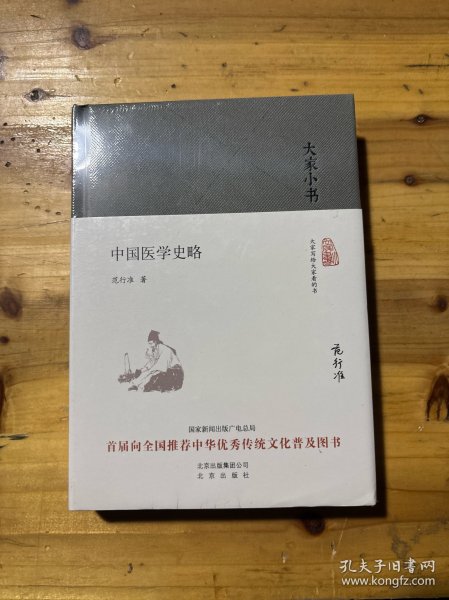 大家小书
大家写给大家看的书
中国医学史略
范行准 著
范行准
国家新闻出版广电总局
首届向全国推荐中华优秀传统文化普及图书
北京出版集团公司
北京出版社
孔夫子旧书网
www.kongfz.com